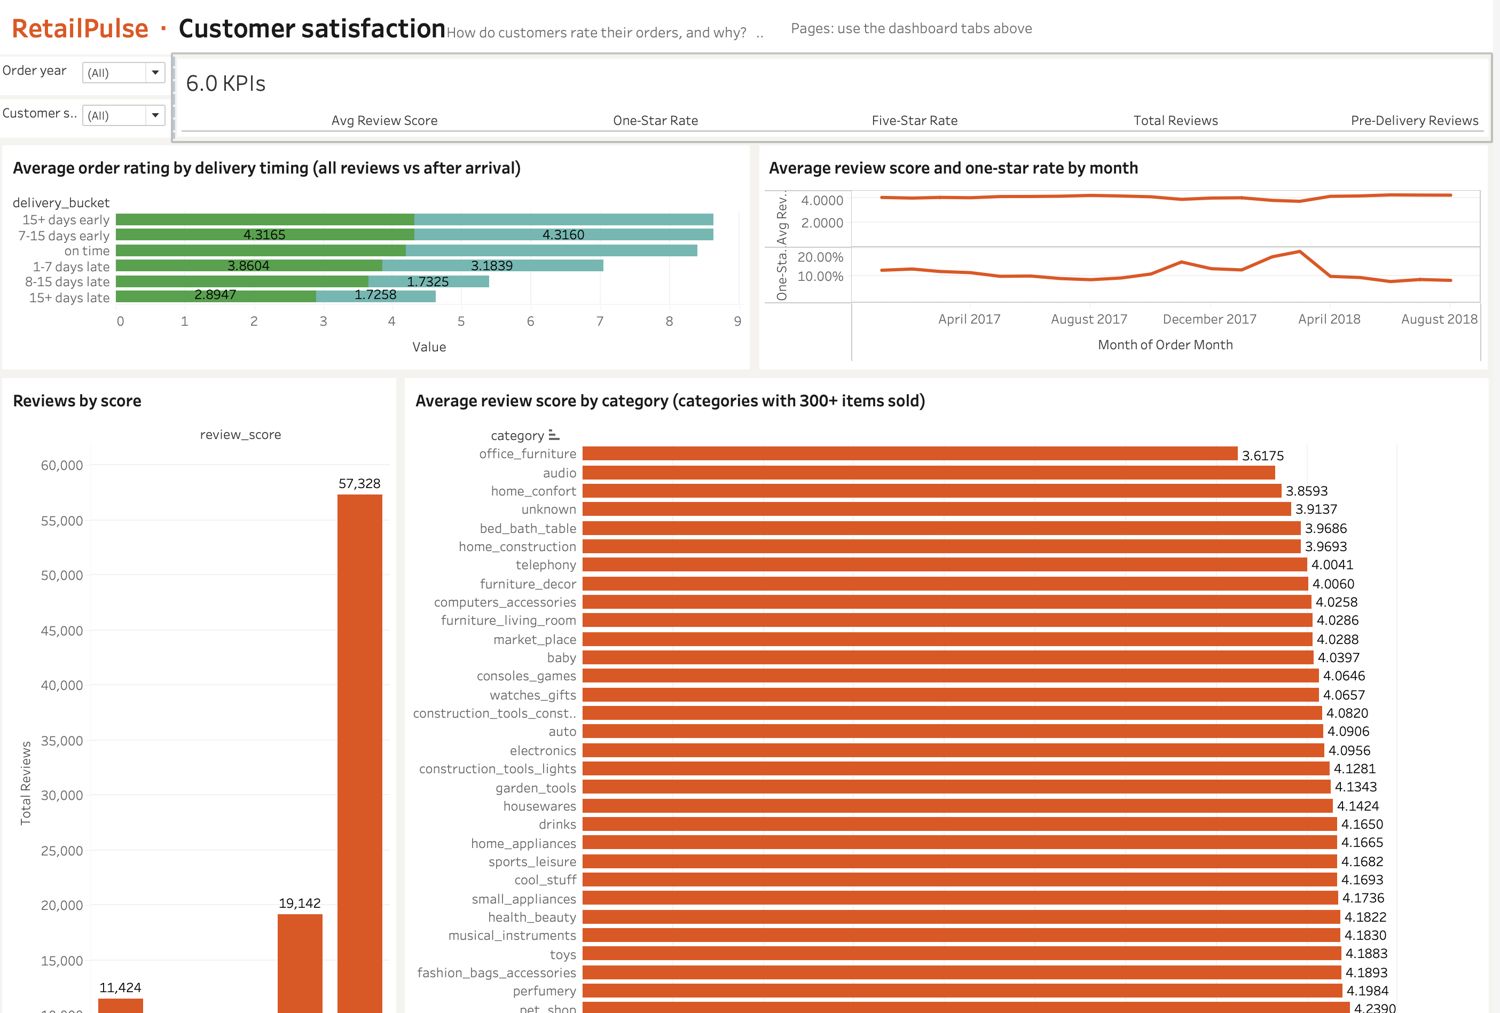 RetailPulse · Customer satisfaction How do customers rate their orders, and why? .. Pages: use the dashboard tabs above
Order year (All)
Customer s.. (All)
6.0 KPIs
Avg Review Score One-Star Rate Five-Star Rate Total Reviews Pre-Delivery Reviews
Average order rating by delivery timing (all reviews vs after arrival)
delivery_bucket
15+ days early
7-15 days early 4.3165 4.3160
on time
1-7 days late 3.8604 3.1839
8-15 days late 1.7325
15+ days late 2.8947 1.7258
0 1 2 3 4 5 6 7 8 9
Value
Average review score and one-star rate by month
Avg Rev..
4.0000
2.0000
One-Sta..
20.00%
10.00%
April 2017 August 2017 December 2017 April 2018 August 2018
Month of Order Month
Reviews by score
review_score
Total Reviews
60,000
55,000
50,000
45,000
40,000
35,000
30,000
25,000
20,000
15,000
57,328
19,142
11,424
Average review score by category (categories with 300+ items sold)
category
office_furniture 3.6175
audio
home_confort 3.8593
unknown 3.9137
bed_bath_table 3.9686
home_construction 3.9693
telephony 4.0041
furniture_decor 4.0060
computers_accessories 4.0258
furniture_living_room 4.0286
market_place 4.0288
baby 4.0397
consoles_games 4.0646
watches_gifts 4.0657
construction_tools_const.. 4.0820
auto 4.0906
electronics 4.0956
construction_tools_lights 4.1281
garden_tools 4.1343
housewares 4.1424
drinks 4.1650
home_appliances 4.1665
sports_leisure 4.1682
cool_stuff 4.1693
small_appliances 4.1736
health_beauty 4.1822
musical_instruments 4.1830
toys 4.1883
fashion_bags_accessories 4.1893
perfumery 4.1984
pet_shop 4.2390